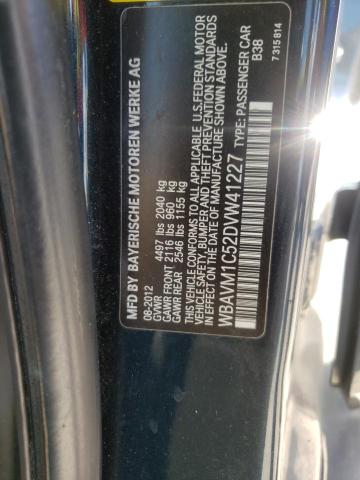 MFD BY BAYERISCHE MOTOREN WERKE AG
08-2012
GVWR 4497 lbs 2040 kg
GAWR FRONT 2116 lbs 960 kg
GAWR REAR 2546 lbs 1155 kg
THIS VEHICLE CONFORMS TO ALL APPLICABLE U.S.FEDERAL MOTOR
VEHICLE SAFETY, BUMPER, AND THEFT PREVENTION STANDARDS
IN EFFECT ON THE DATE OF MANUFACTURE SHOWN ABOVE.
WBAVM1C52DVW41227 TYPE: PASSENGER CAR
B38
7315814